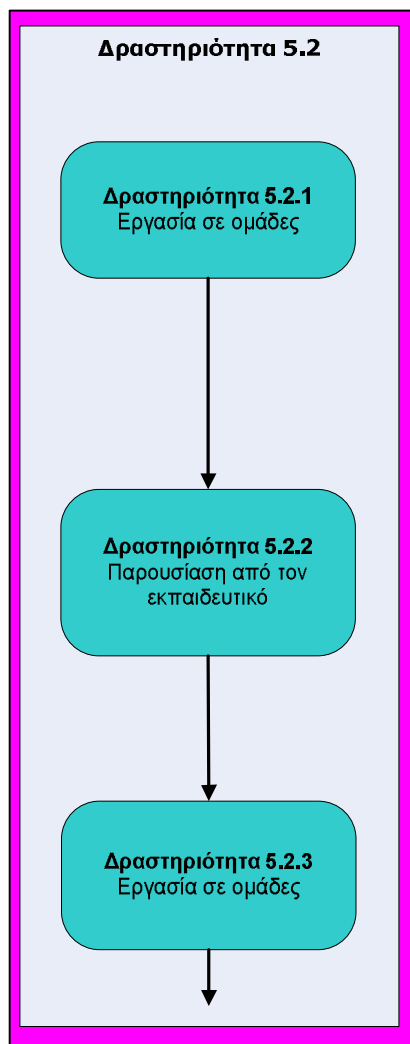 Δραστηριότητα 5.2
Δραστηριότητα 5.2.1
Εργασία σε ομάδες
Δραστηριότητα 5.2.2
Παρουσίαση από τον
εκπαιδευτικό
Δραστηριότητα 5.2.3
Εργασία σε ομάδες